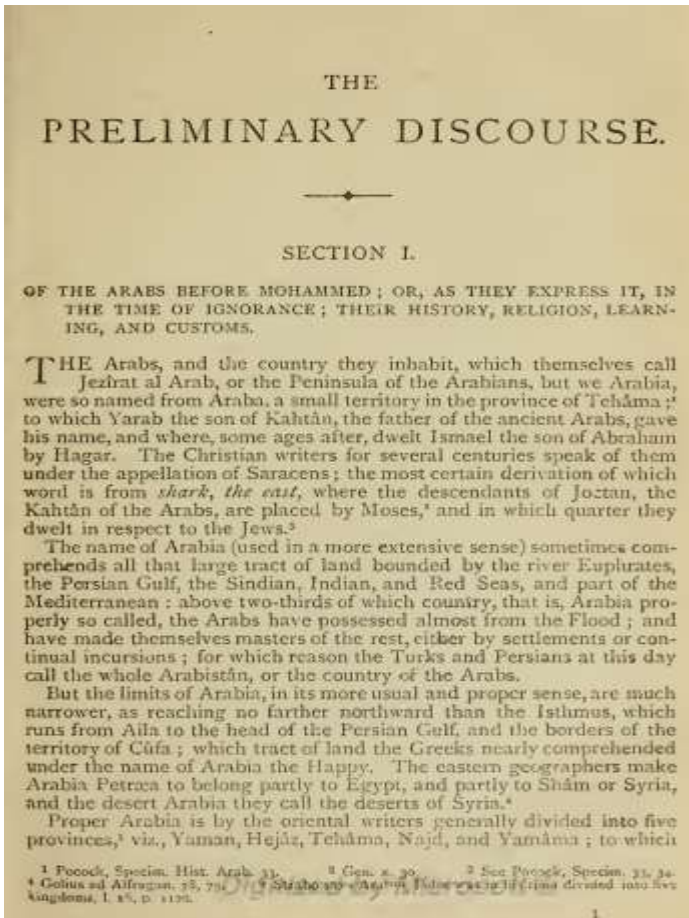 THE
PRELIMINARY DISCOURSE.
SECTION I.
OF THE ARABS BEFORE MOHAMMED ; OR, AS THEY EXPRESS IT, IN
THE TIME OF IGNORANCE ; THEIR HISTORY, RELIGION, LEARN-
ING, AND CUSTOMS.
THE Arabs, and the country they inhabit, which themselves call
Jezîrat al Arab, or the Peninsula of the Arabians, but we Arabia,
were so named from Araba, a small territory in the province of Tehâma ;¹
to which Yarab the son of Kahtân, the father of the ancient Arabs, gave
his name, and where, some ages after, dwelt Ismael the son of Abraham
by Hagar. The Christian writers for several centuries speak of them
under the appellation of Saracens ; the most certain derivation of which
word is from shark, the east, where the descendants of Joctan, the
Kahtân of the Arabs, are placed by Moses,² and in which quarter they
dwelt in respect to the Jews.³
The name of Arabia (used in a more extensive sense) sometimes com-
prehends all that large tract of land bounded by the river Euphrates,
the Persian Gulf, the Sindian, Indian, and Red Seas, and part of the
Mediterranean : above two-thirds of which country, that is, Arabia pro-
perly so called, the Arabs have possessed almost from the Flood ; and
have made themselves masters of the rest, either by settlements or con-
tinual incursions ; for which reason the Turks and Persians at this day
call the whole Arabistân, or the country of the Arabs.
But the limits of Arabia, in its more usual and proper sense, are much
narrower, as reaching no farther northward than the Isthmus, which
runs from Aila to the head of the Persian Gulf, and the borders of the
territory of Cûfa ; which tract of land the Greeks nearly comprehended
under the name of Arabia the Happy. The eastern geographers make
Arabia Petræa to belong partly to Egypt, and partly to Shâm or Syria,
and the desert Arabia they call the deserts of Syria.⁴
Proper Arabia is by the oriental writers generally divided into five
provinces,⁵ viz., Yaman, Hejâz, Tehâma, Najd, and Yamâma ; to which
¹ Pocock, Specim. Hist. Arab. 33. ² Gen. x. 30. ³ See Pocock, Specim. 33, 34.
⁴ Golius ad Alfragan. 78, 79. ⁵ Strabo says Arabia Felix was in his time divided into five
kingdoms, l. 16, p. 1129.
Digitized by Microsoft
1